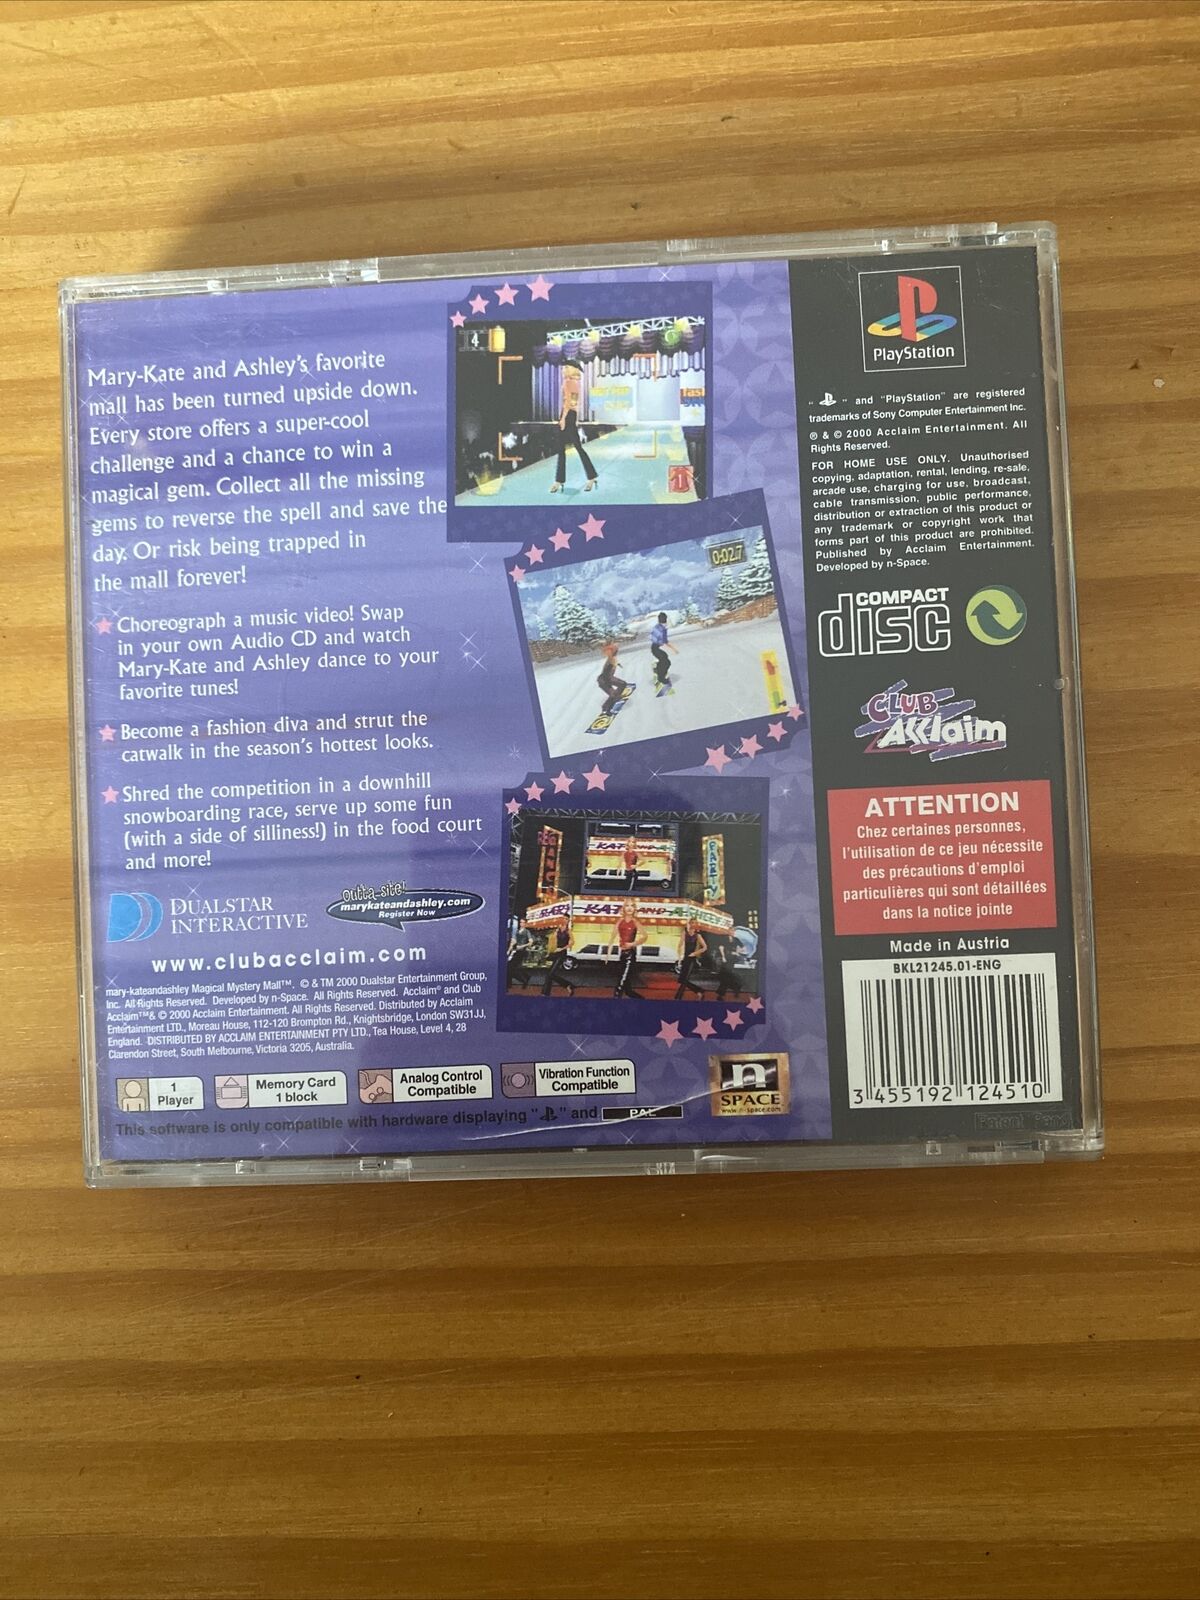 Mary-Kate and Ashley's favorite
mall has been turned upside down.
Every store offers a super-cool
challenge and a chance to win a
magical gem. Collect all the missing
gems to reverse the spell and save the
day. Or risk being trapped in
the mall forever!
Choreograph a music video! Swap
in your own Audio CD and watch
Mary-Kate and Ashley dance to your
favorite tunes!
Become a fashion diva and strut the
catwalk in the season's hottest looks.
Shred the competition in a downhill
snowboarding race, serve up some fun
(with a side of silliness!) in the food court
and more!
DUALSTAR
INTERACTIVE
Outta-site!
marykateandashley.com
Register Now
www.clubacclaim.com
mary-kateandashley Magical Mystery Mall™. © & TM 2000 Dualstar Entertainment Group,
Inc. All Rights Reserved. Developed by n-Space. All Rights Reserved. Acclaim® and Club
Acclaim™& © 2000 Acclaim Entertainment. All Rights Reserved. Distributed by Acclaim
Entertainment LTD., Moreau House, 112-120 Brompton Rd., Knightsbridge, London SW31JJ,
England. DISTRIBUTED BY ACCLAIM ENTERTAINMENT PTY LTD., Tea House, Level 4, 28
Clarendon Street, South Melbourne, Victoria 3205, Australia.
1
Player
Memory Card
1 block
Analog Control
Compatible
Vibration Function
Compatible
This software is only compatible with hardware displaying " " and PAL
n
SPACE
www.n-space.com
4
1
0:02.7
KATE AND ASHLEY
PARTY
PlayStation
" " and "PlayStation" are registered
trademarks of Sony Computer Entertainment Inc.
℗ & © 2000 Acclaim Entertainment. All
Rights Reserved.
FOR HOME USE ONLY. Unauthorised
copying, adaptation, rental, lending, re-sale,
arcade use, charging for use, broadcast,
cable transmission, public performance,
distribution or extraction of this product or
any trademark or copyright work that
forms part of this product are prohibited.
Published by Acclaim Entertainment.
Developed by n-Space.
COMPACT
disc
CLUB
Acclaim
ATTENTION
Chez certaines personnes,
l'utilisation de ce jeu nécessite
des précautions d'emploi
particulières qui sont détaillées
dans la notice jointe
Made in Austria
BKL21245.01-ENG
3 455192 124510